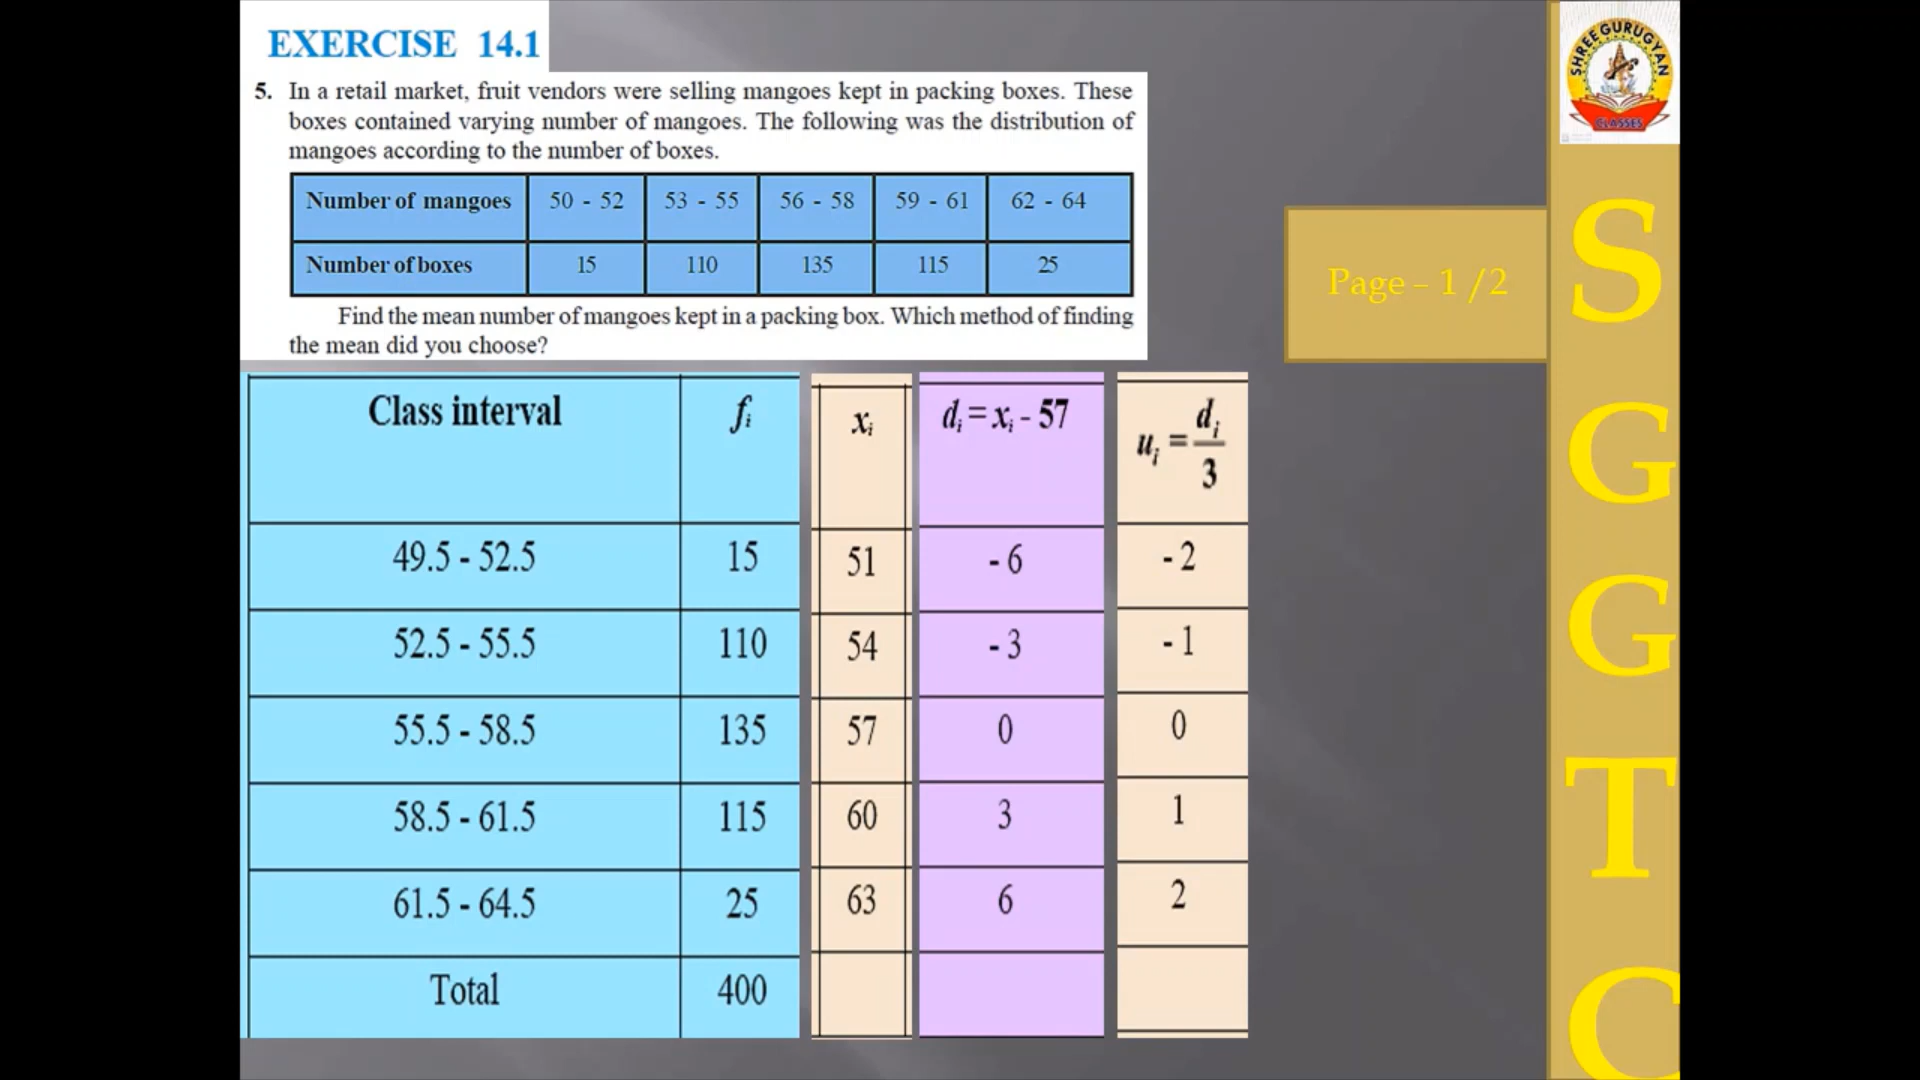 EXERCISE 14.1
5. In a retail market, fruit vendors were selling mangoes kept in packing boxes. These
boxes contained varying number of mangoes. The following was the distribution of
mangoes according to the number of boxes.
Number of mangoes 50 - 52 53 - 55 56 - 58 59 - 61 62 - 64
Number of boxes 15 110 135 115 25
Find the mean number of mangoes kept in a packing box. Which method of finding
the mean did you choose?
Class interval fi xi di = xi - 57 ui = di/3
49.5 - 52.5 15 51 - 6 - 2
52.5 - 55.5 110 54 - 3 - 1
55.5 - 58.5 135 57 0 0
58.5 - 61.5 115 60 3 1
61.5 - 64.5 25 63 6 2
Total 400
Page – 1 /2
SHREE GURUGYAN
CLASSES
S
G
G
T
C